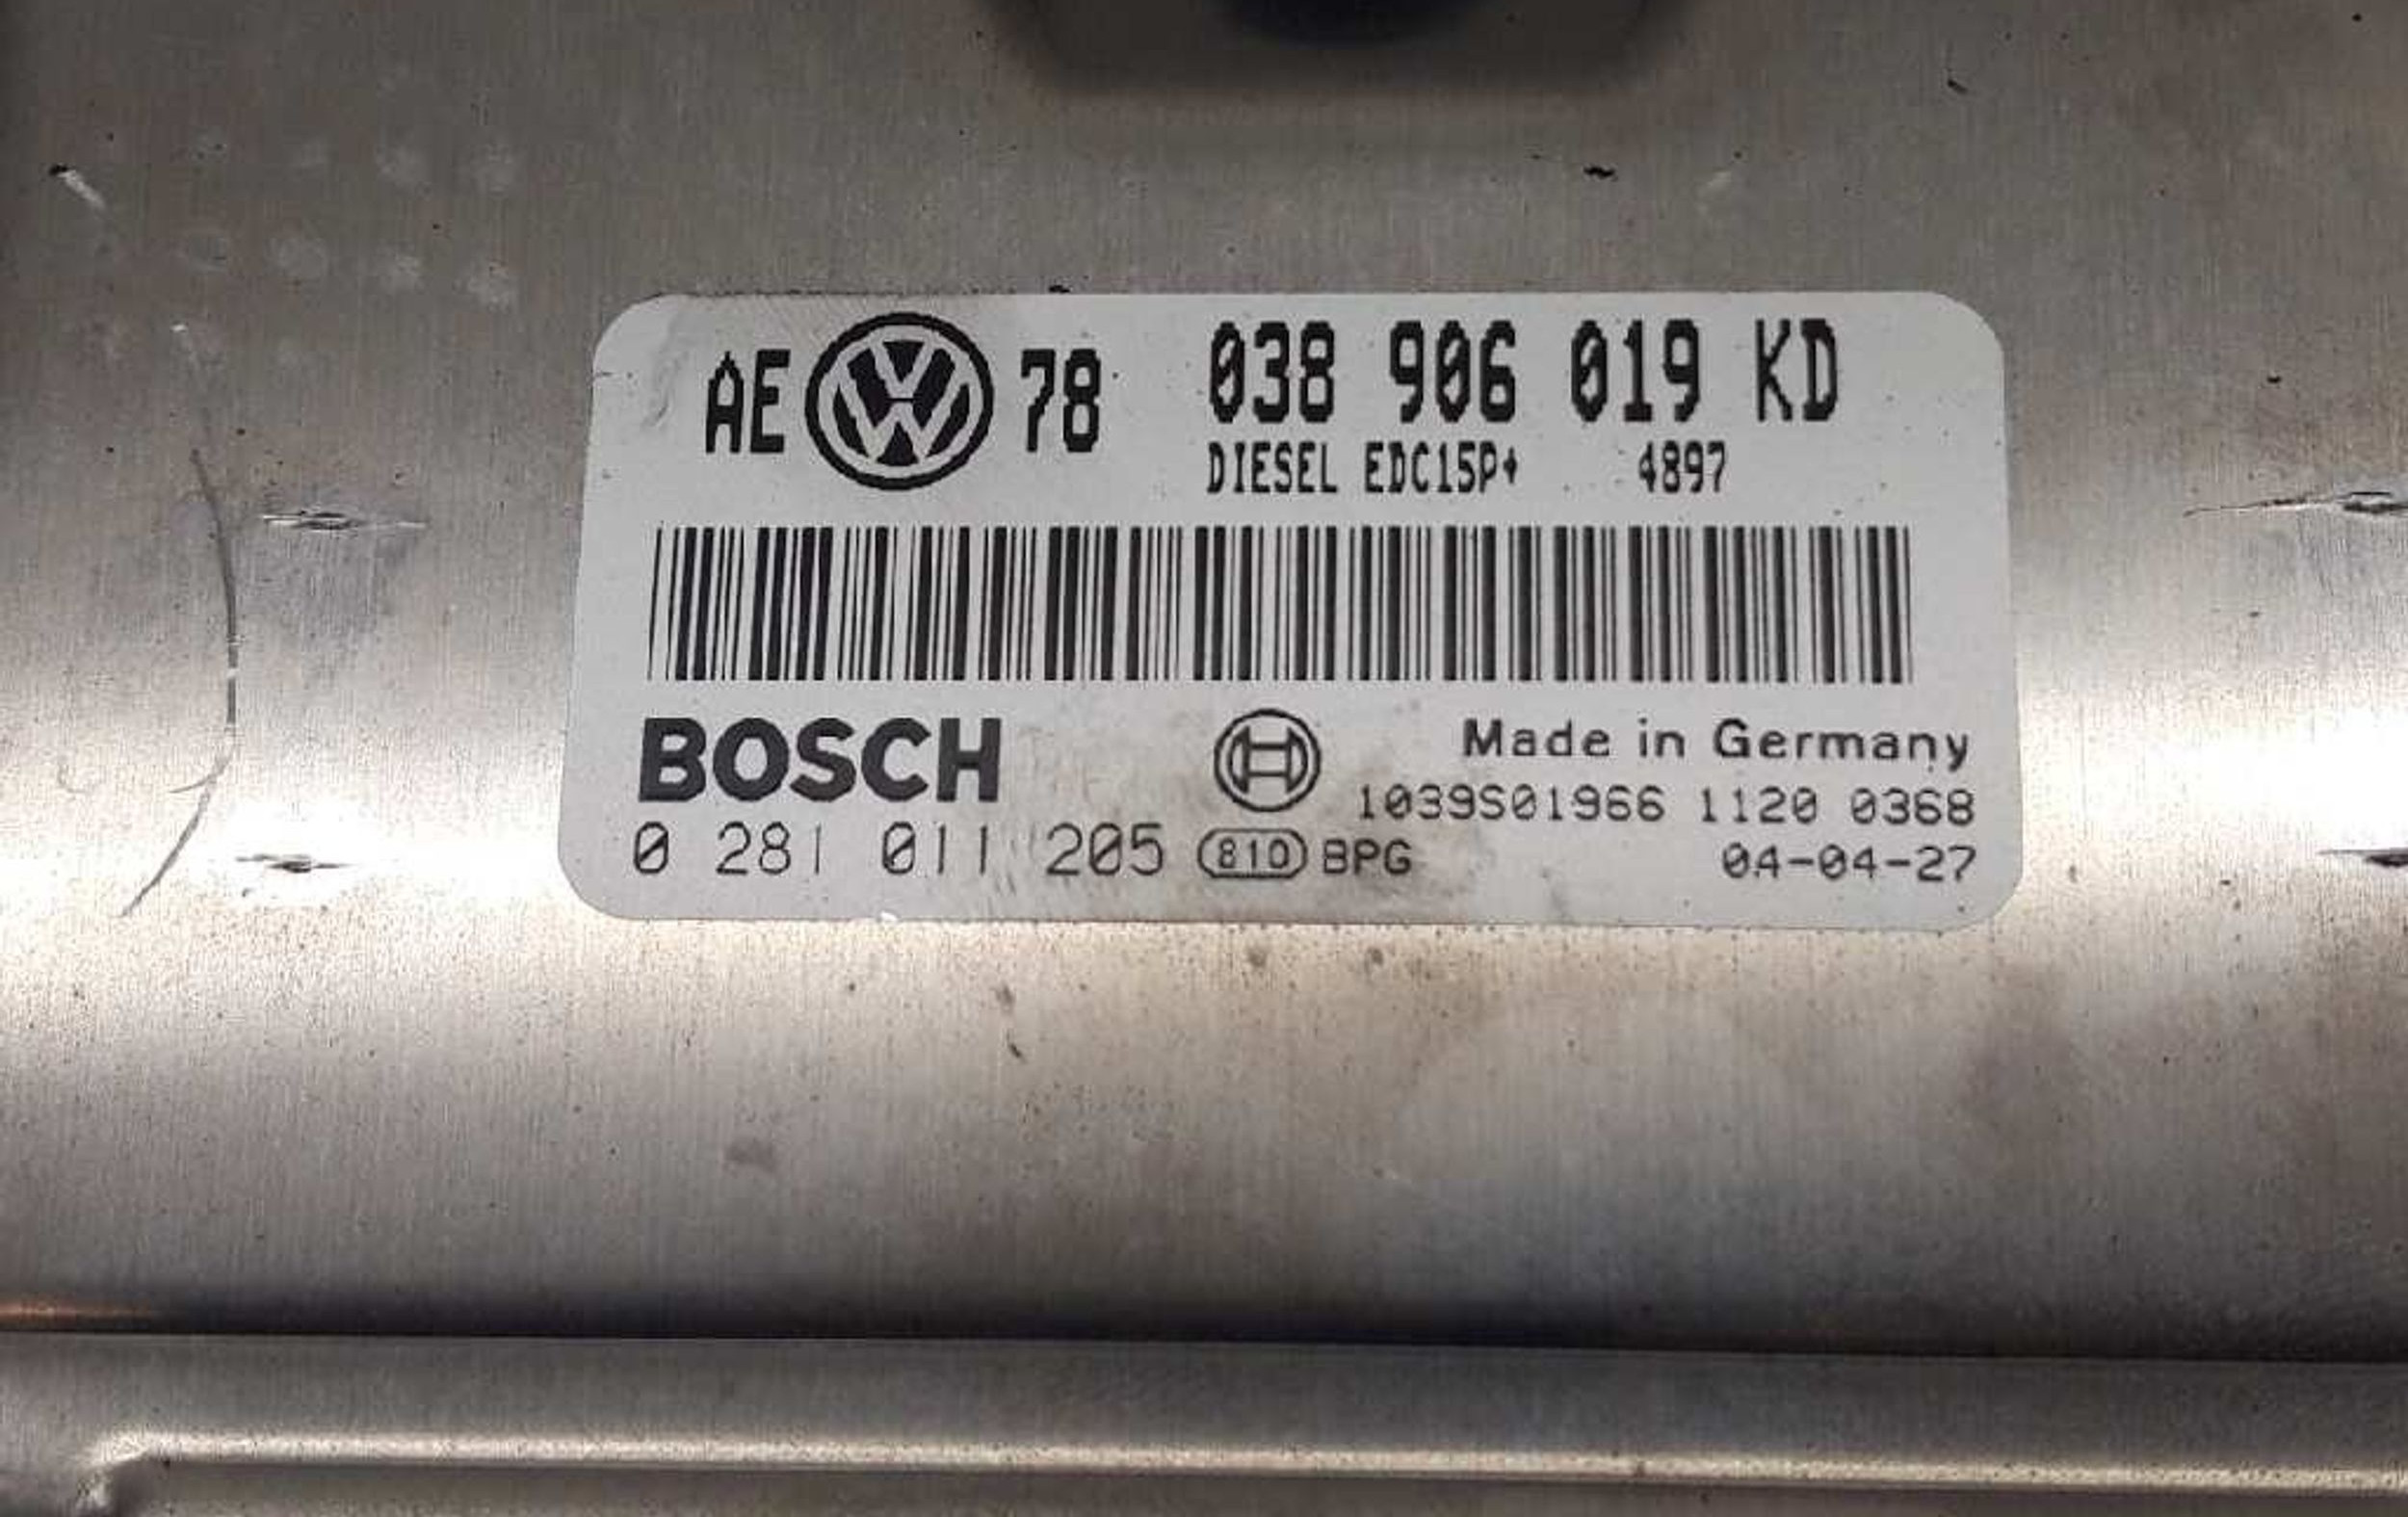 AE VW 78 038 906 019 KD
DIESEL EDC15P+ 4897
BOSCH Made in Germany
1039S01966 1120 0368
0 281 011 205 810 BPG 04-04-27